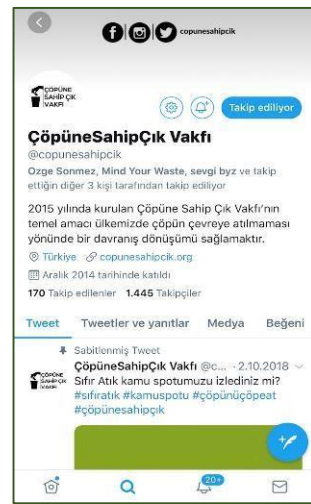 copunesahipcik
ÇÖPÜNE
SAHİP ÇIK
VAKFI
Takip ediliyor
ÇöpüneSahipÇık Vakfı
@copunesahipcik
Ozge Sonmez, Mind Your Waste, sevgi byz ve takip
ettiğin diğer 3 kişi tarafından takip ediliyor
2015 yılında kurulan Çöpüne Sahip Çık Vakfı'nın
temel amacı ülkemizde çöpün çevreye atılmaması
yönünde bir davranış dönüşümü sağlamaktır.
Türkiye copunesahipcik.org
Aralık 2014 tarihinde katıldı
170 Takip edilenler 1.445 Takipçiler
Tweet Tweetler ve yanıtlar Medya Beğeni
Sabitlenmiş Tweet
ÇöpüneSahipÇık Vakfı @c... · 2.10.2018
ÇÖPÜNE
SAHİP ÇIK
VAKFI
Sıfır Atık kamu spotumuzu izlediniz mi?
#sıfıratık #kamuspotu #çöpünüçöpeat
#çöpünesahipçık
20+